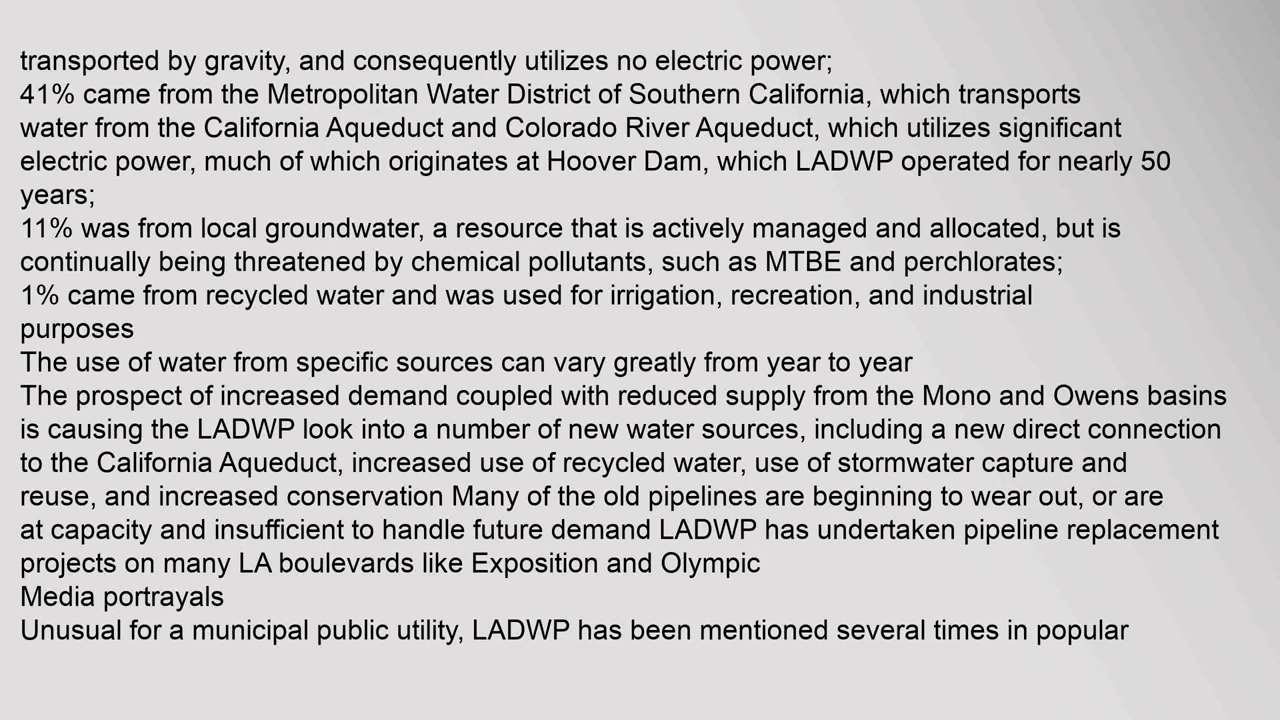 transported by gravity, and consequently utilizes no electric power;
41% came from the Metropolitan Water District of Southern California, which transports
water from the California Aqueduct and Colorado River Aqueduct, which utilizes significant
electric power, much of which originates at Hoover Dam, which LADWP operated for nearly 50
years;
11% was from local groundwater, a resource that is actively managed and allocated, but is
continually being threatened by chemical pollutants, such as MTBE and perchlorates;
1% came from recycled water and was used for irrigation, recreation, and industrial
purposes
The use of water from specific sources can vary greatly from year to year
The prospect of increased demand coupled with reduced supply from the Mono and Owens basins
is causing the LADWP look into a number of new water sources, including a new direct connection
to the California Aqueduct, increased use of recycled water, use of stormwater capture and
reuse, and increased conservation Many of the old pipelines are beginning to wear out, or are
at capacity and insufficient to handle future demand LADWP has undertaken pipeline replacement
projects on many LA boulevards like Exposition and Olympic
Media portrayals
Unusual for a municipal public utility, LADWP has been mentioned several times in popular